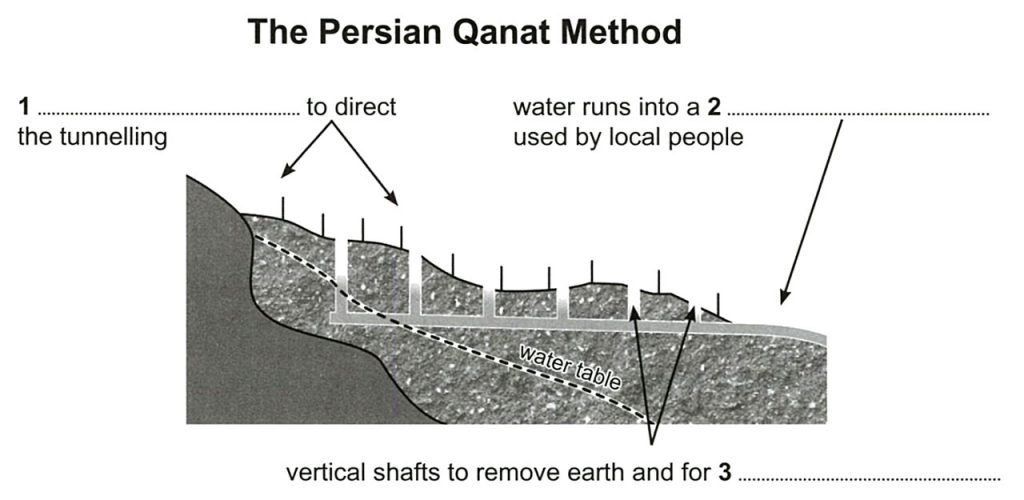 The Persian Qanat Method
1 ........................................ to direct
the tunnelling
water runs into a 2 ........................................
used by local people
water table
vertical shafts to remove earth and for 3 ........................................